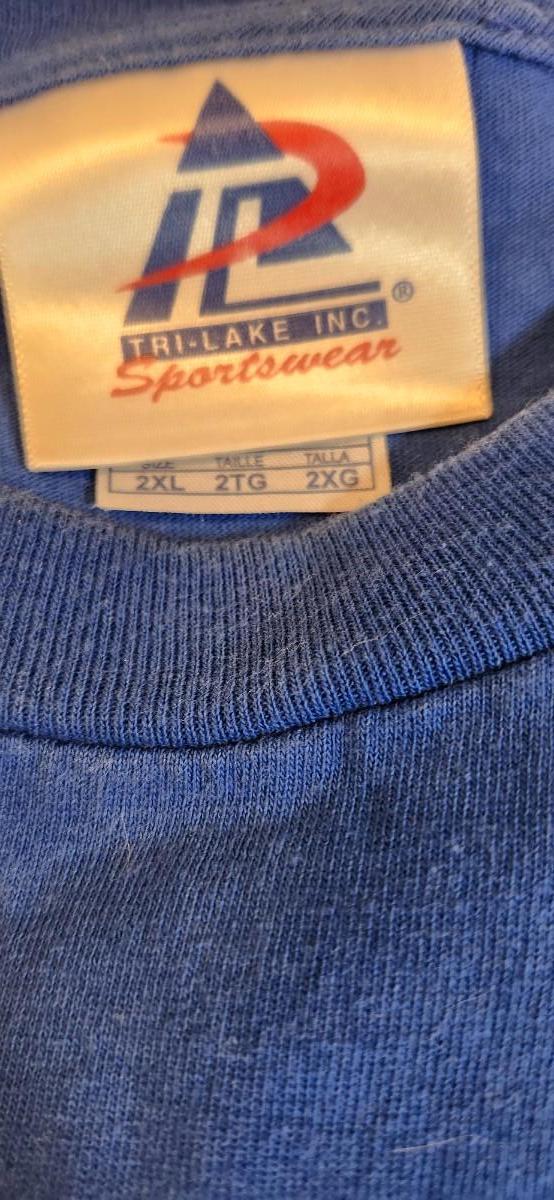 ®
TRI-LAKE INC.
Sportswear
SIZE TAILLE TALLA
2XL 2TG 2XG